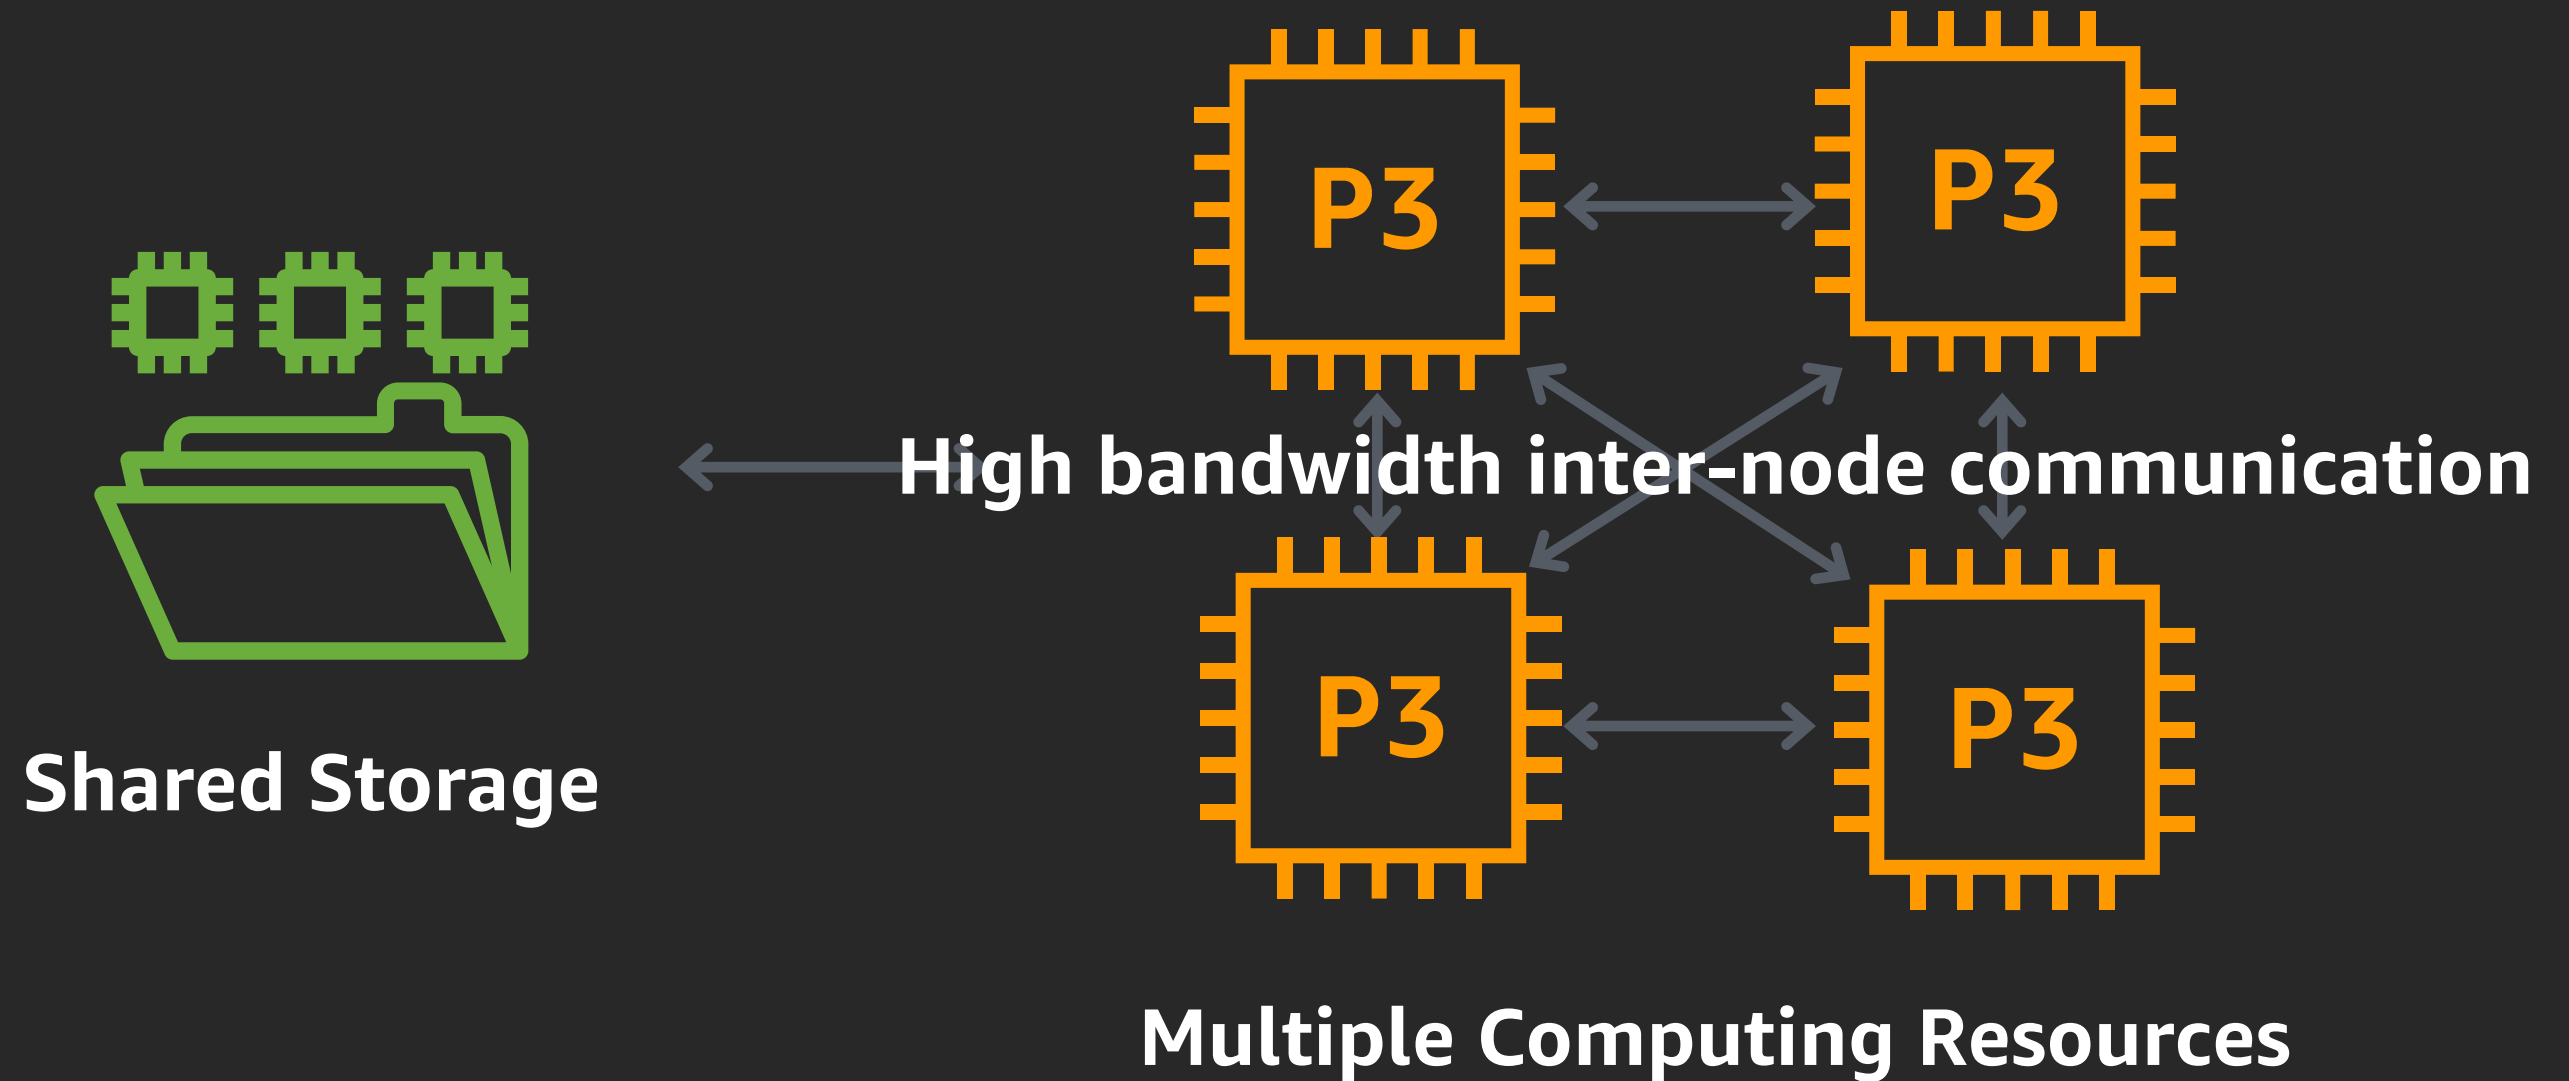 P3
P3
High bandwidth inter-node communication
P3
P3
Shared Storage
Multiple Computing Resources